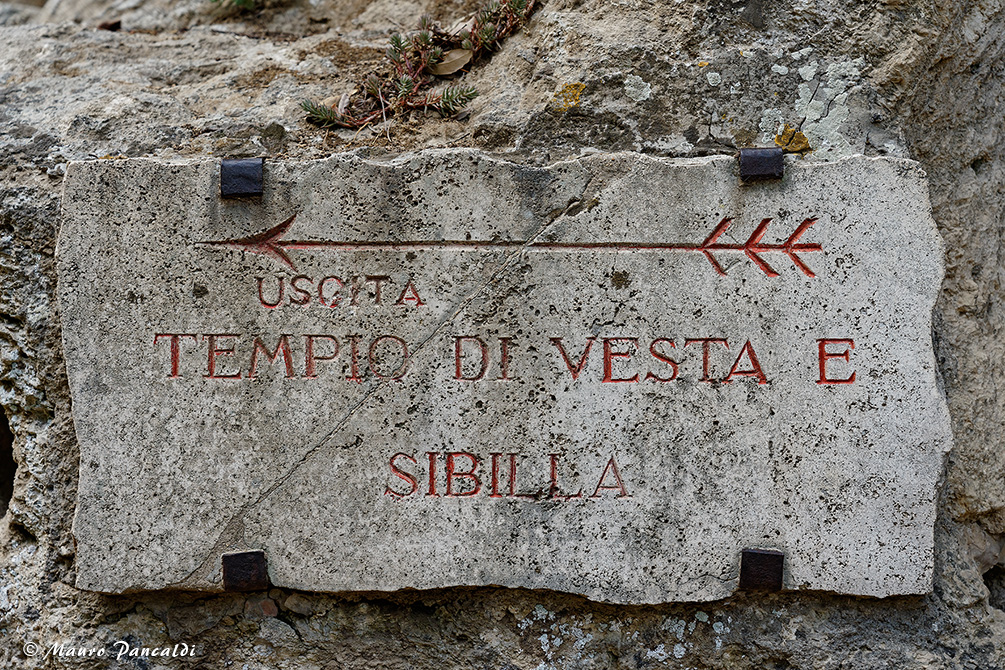 USCITA
TEMPIO DI VESTA E
SIBILLA
© Mauro Pancaldi